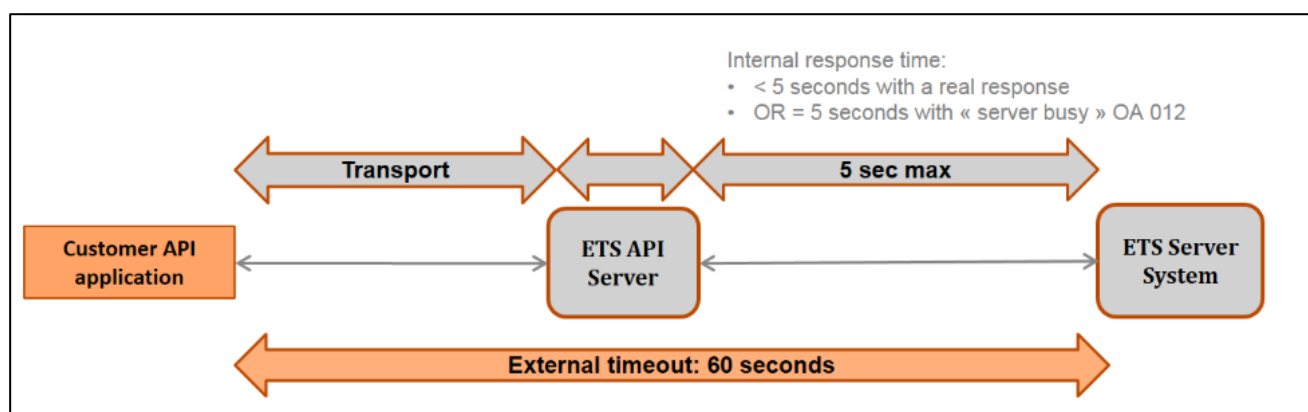 Internal response time:
• < 5 seconds with a real response
• OR = 5 seconds with « server busy » OA 012
Transport
5 sec max
Customer API
application
ETS API
Server
ETS Server
System
External timeout: 60 seconds